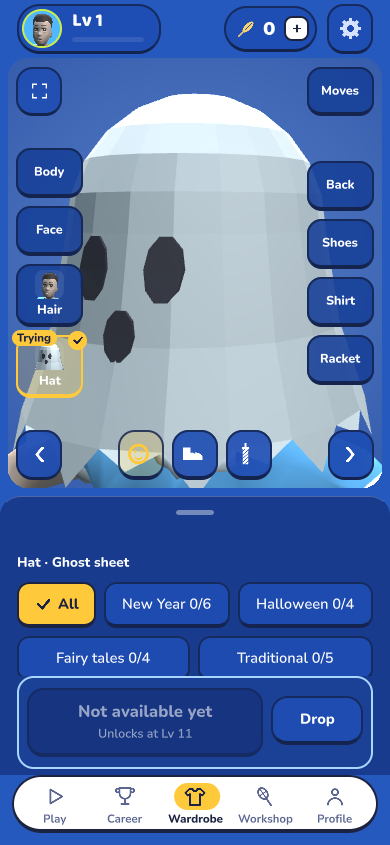 Lv 1
0
+
Moves
Body
Back
Face
Shoes
Hair
Shirt
Trying
Hat
Racket
Hat · Ghost sheet
All
New Year 0/6
Halloween 0/4
Fairy tales 0/4
Traditional 0/5
Not available yet
Unlocks at Lv 11
Drop
Play
Career
Wardrobe
Workshop
Profile